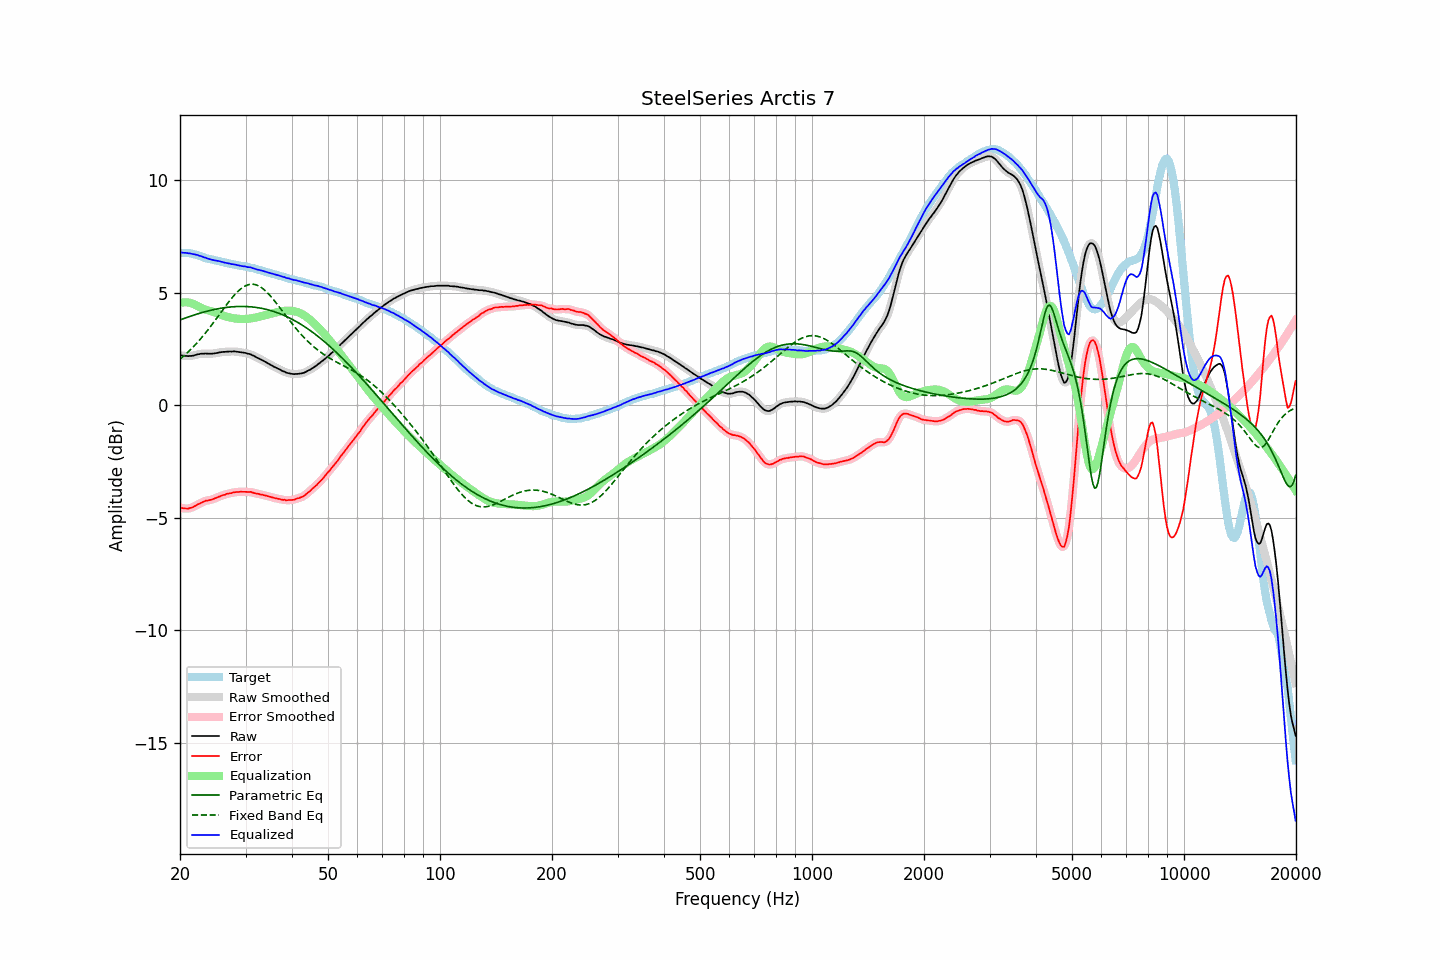 SteelSeries Arctis 7
Amplitude (dBr)
10
5
0
−5
−10
−15
Target
Raw Smoothed
Error Smoothed
Raw
Error
Equalization
Parametric Eq
Fixed Band Eq
Equalized
20 50 100 200 500 1000 2000 5000 10000 20000
Frequency (Hz)